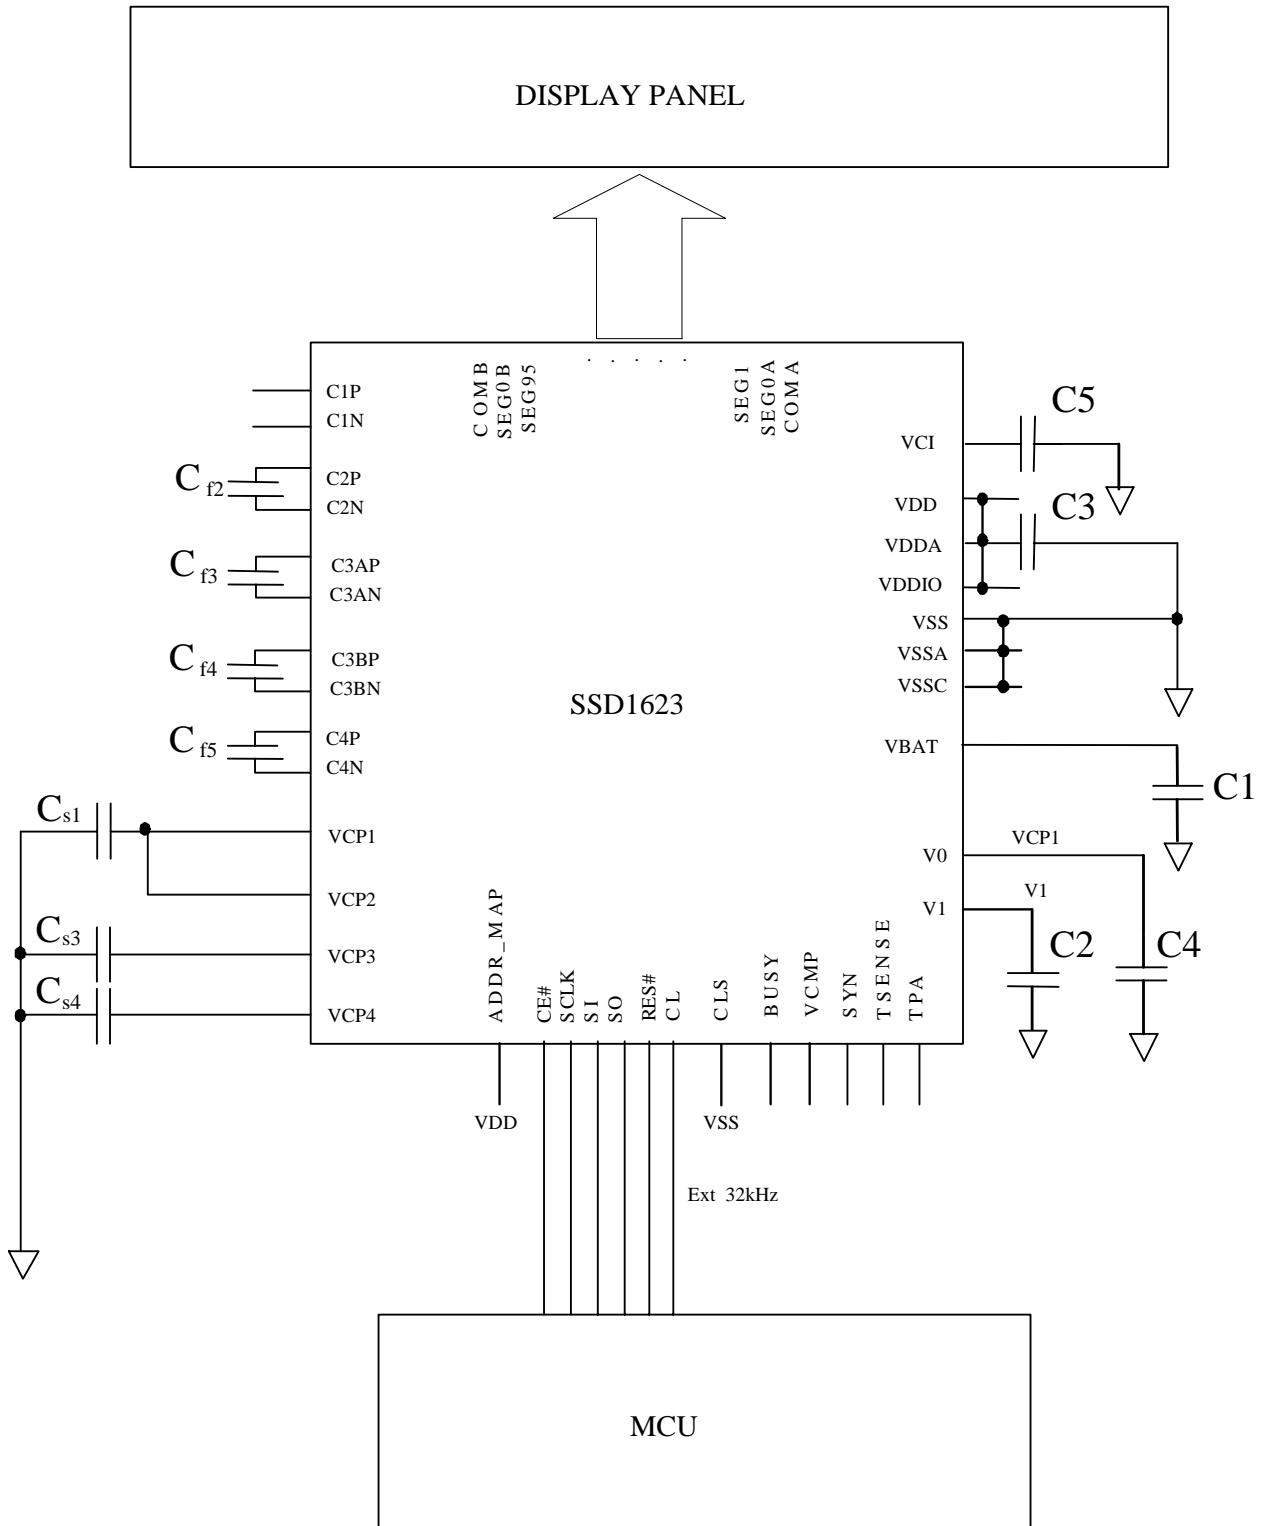 DISPLAY PANEL
COMB
SEG0B
SEG95
. . . . .
SEG1
SEG0A
COMA
C1P
C1N
Cf2
C2P
C2N
Cf3
C3AP
C3AN
Cf4
C3BP
C3BN
Cf5
C4P
C4N
Cs1
VCP1
VCP2
Cs3
VCP3
Cs4
VCP4
SSD1623
VCI
C5
VDD
C3
VDDA
VDDIO
VSS
VSSA
VSSC
VBAT
C1
V0
VCP1
V1
V1
C2
C4
ADDR_MAP
CE#
SCLK
SI
SO
RES#
CL
CLS
BUSY
VCMP
SYN
TSENSE
TPA
VDD
VSS
Ext 32kHz
MCU